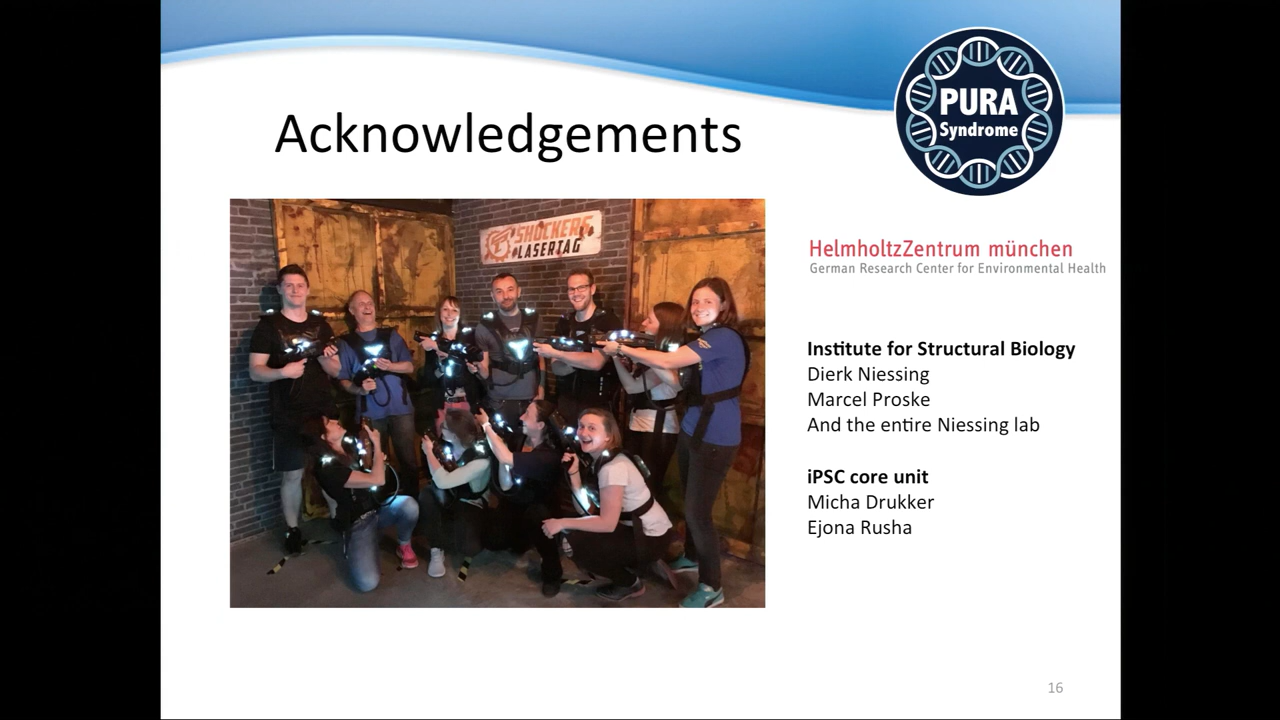 PURA
Syndrome
Acknowledgements
SHOCKERS
LASERTAG
HelmholtzZentrum münchen
German Research Center for Environmental Health
Institute for Structural Biology
Dierk Niessing
Marcel Proske
And the entire Niessing lab
iPSC core unit
Micha Drukker
Ejona Rusha
16